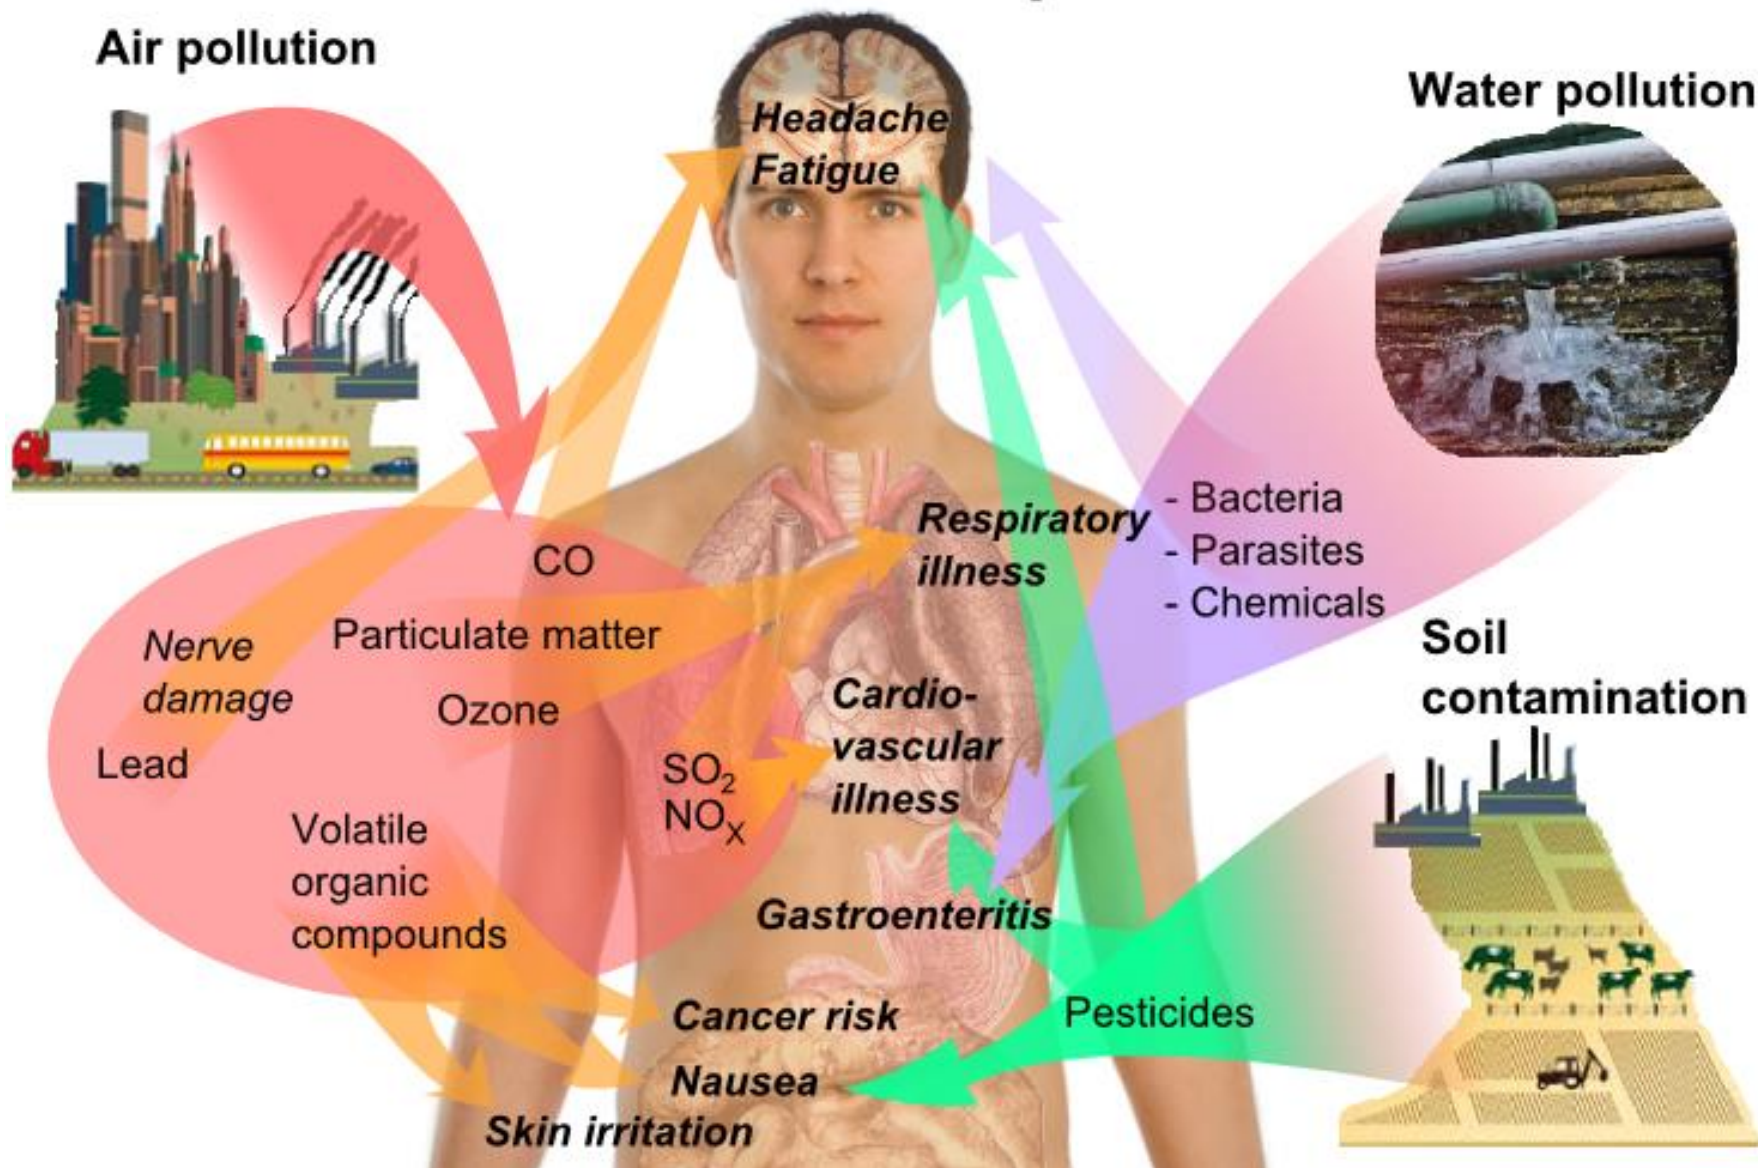 Air pollution
Water pollution
Headache
Fatigue
CO
Particulate matter
Nerve
damage
Ozone
Lead
SO₂
NOX
Volatile
organic
compounds
Respiratory
illness
- Bacteria
- Parasites
- Chemicals
Cardio-
vascular
illness
Soil
contamination
Gastroenteritis
Pesticides
Cancer risk
Nausea
Skin irritation